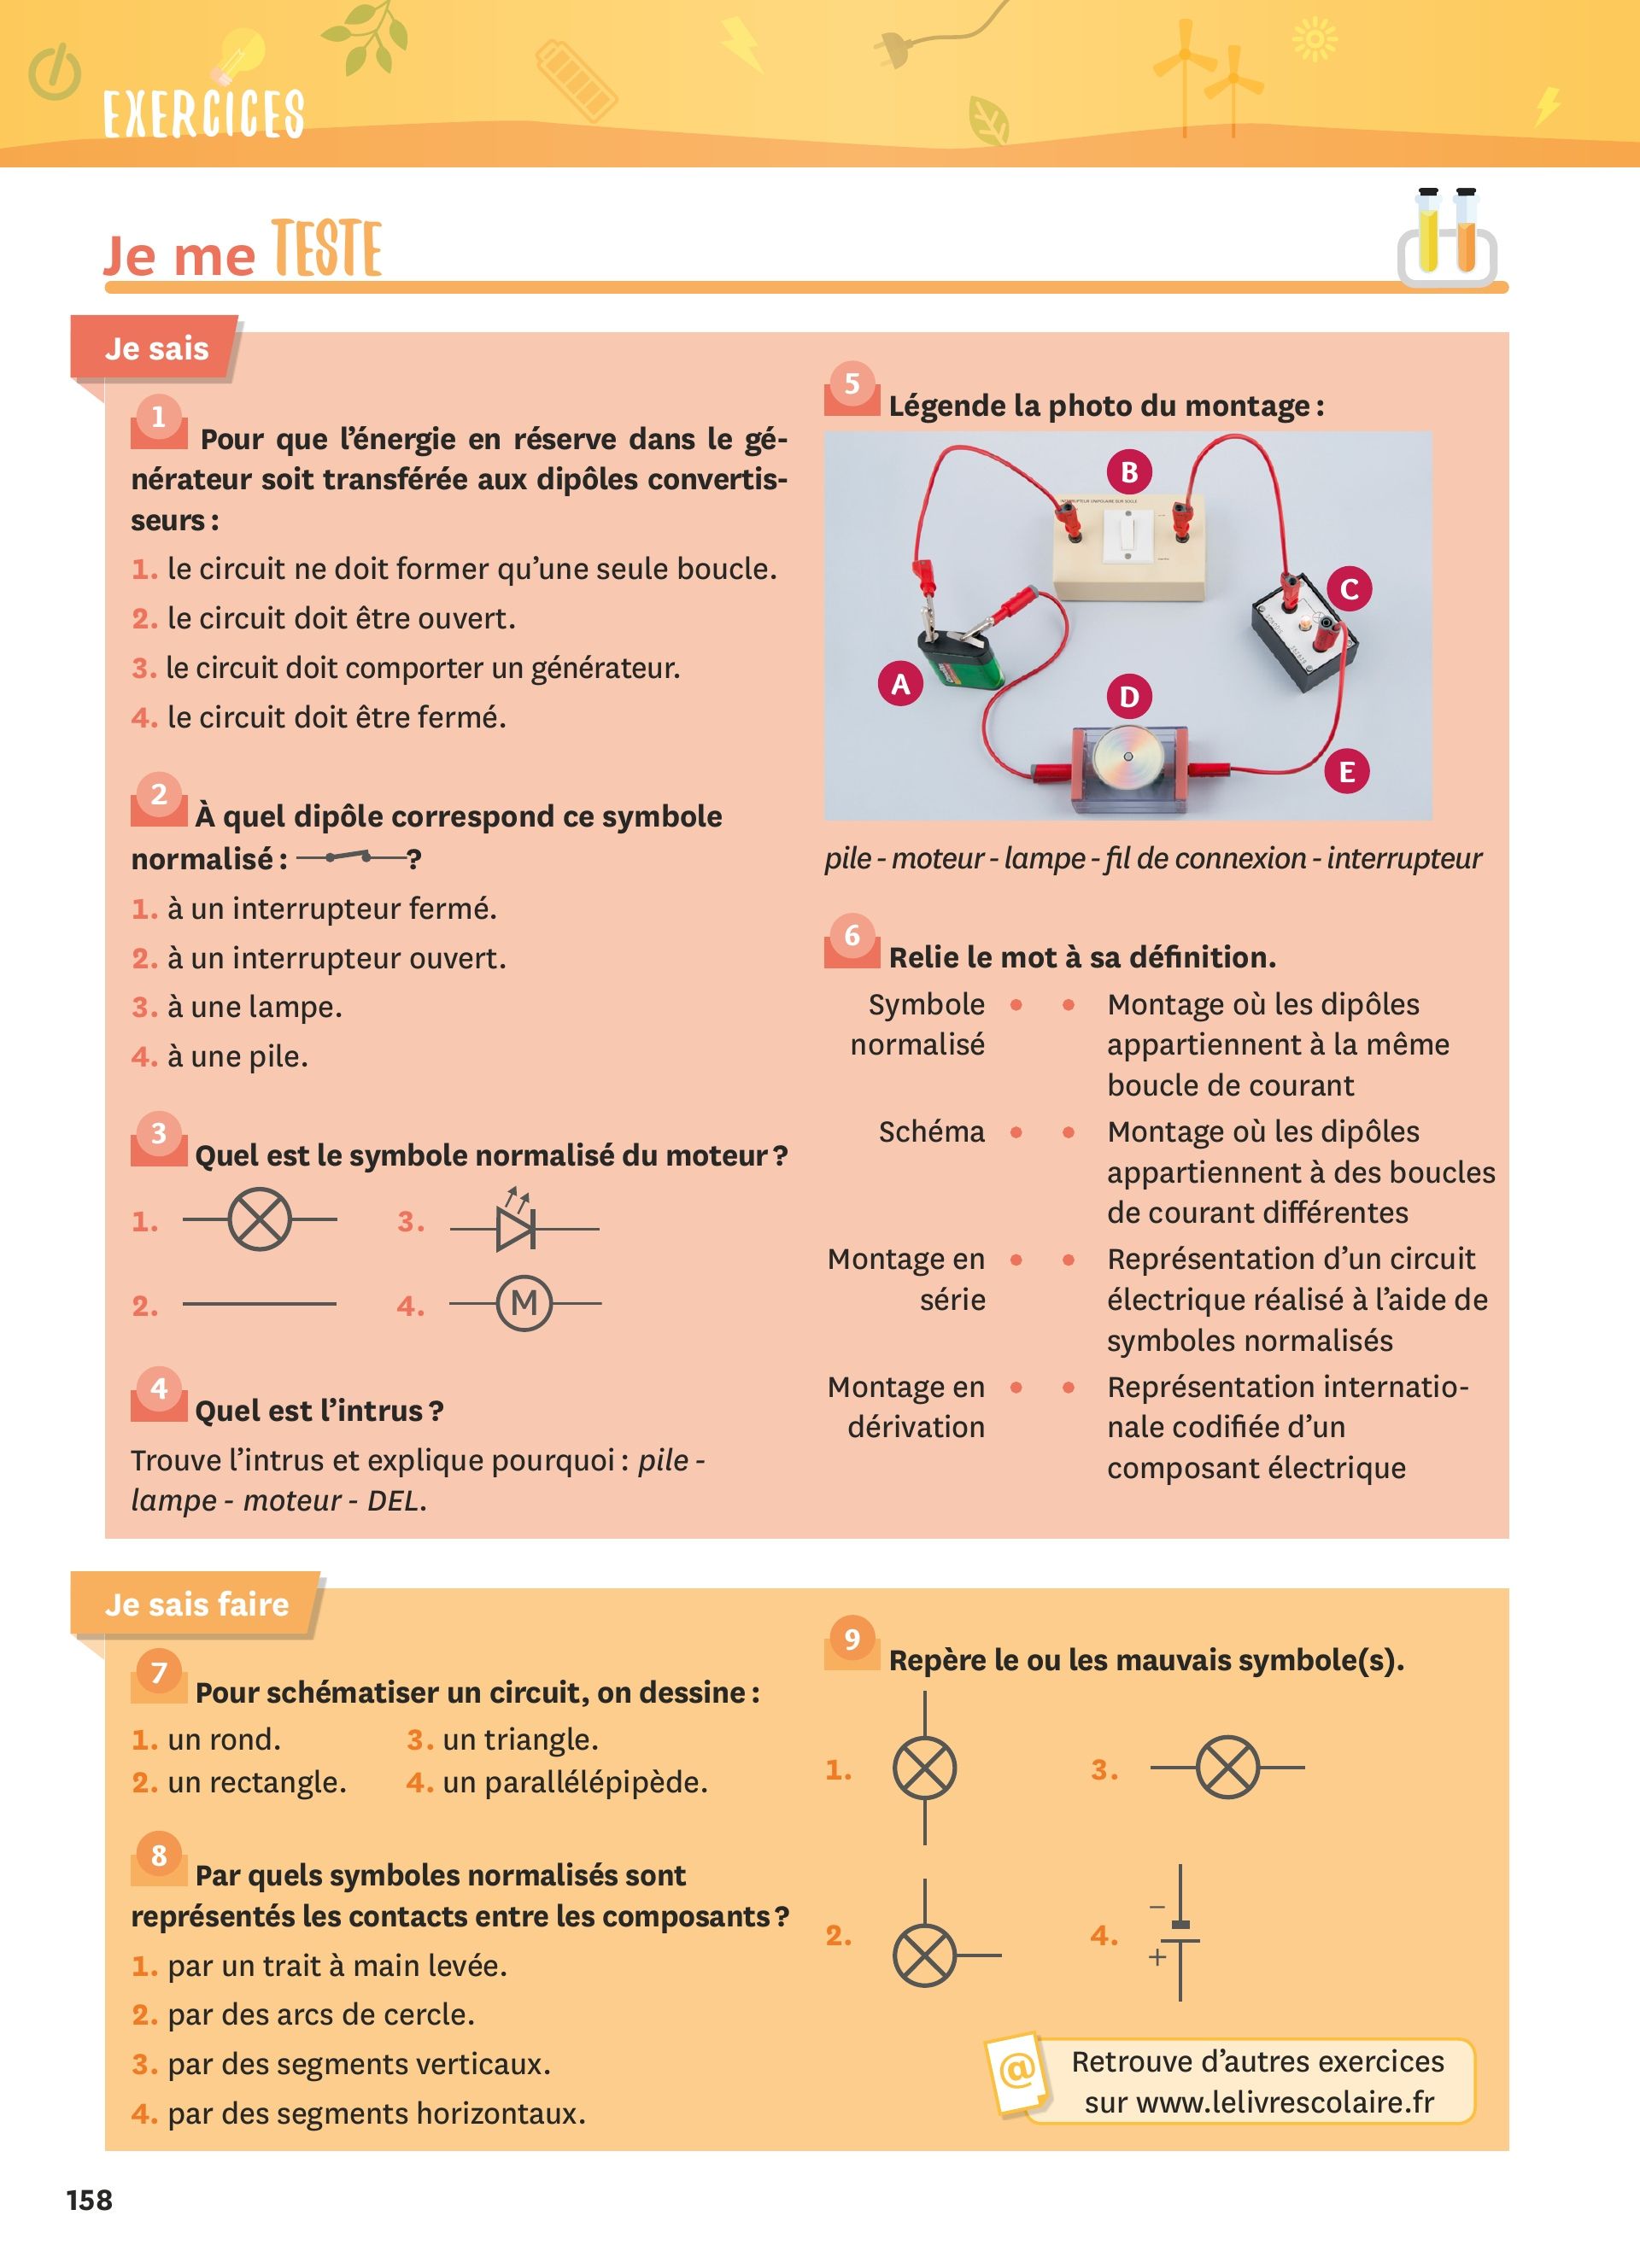 EXERCICES
Je me TESTE
Je sais
1
Pour que l’énergie en réserve dans le gé-
nérateur soit transférée aux dipôles convertis-
seurs :
1. le circuit ne doit former qu’une seule boucle.
2. le circuit doit être ouvert.
3. le circuit doit comporter un générateur.
4. le circuit doit être fermé.
2
À quel dipôle correspond ce symbole
normalisé : ?
1. à un interrupteur fermé.
2. à un interrupteur ouvert.
3. à une lampe.
4. à une pile.
3
Quel est le symbole normalisé du moteur ?
1. 3.
2. 4. M
4
Quel est l’intrus ?
Trouve l’intrus et explique pourquoi : pile -
lampe - moteur - DEL.
5
Légende la photo du montage :
B
C
A
D
E
pile - moteur - lampe - fil de connexion - interrupteur
6
Relie le mot à sa définition.
Symbole • • Montage où les dipôles
normalisé appartiennent à la même
boucle de courant
Schéma • • Montage où les dipôles
appartiennent à des boucles
de courant différentes
Montage en • • Représentation d’un circuit
série électrique réalisé à l’aide de
symboles normalisés
Montage en • • Représentation internatio-
dérivation nale codifiée d’un
composant électrique
Je sais faire
7
Pour schématiser un circuit, on dessine :
1. un rond. 3. un triangle.
2. un rectangle. 4. un parallélépipède.
8
Par quels symboles normalisés sont
représentés les contacts entre les composants ?
1. par un trait à main levée.
2. par des arcs de cercle.
3. par des segments verticaux.
4. par des segments horizontaux.
9
Repère le ou les mauvais symbole(s).
1. 3.
2. 4. − +
@
Retrouve d’autres exercices
sur www.lelivrescolaire.fr
158